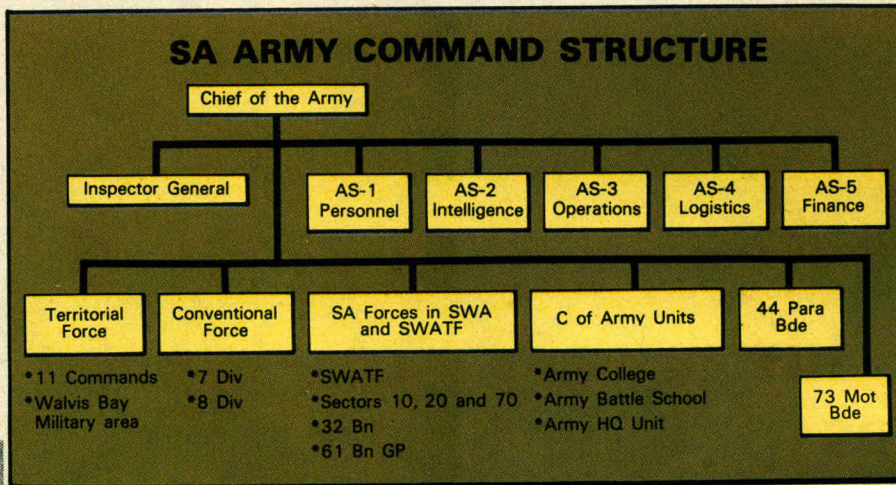 SA ARMY COMMAND STRUCTURE
Chief of the Army
Inspector General
AS-1
Personnel
AS-2
Intelligence
AS-3
Operations
AS-4
Logistics
AS-5
Finance
Territorial
Force
*11 Commands
*Walvis Bay
Military area
Conventional
Force
*7 Div
*8 Div
SA Forces in SWA
and SWATF
*SWATF
*Sectors 10, 20 and 70
*32 Bn
*61 Bn GP
C of Army Units
*Army College
*Army Battle School
*Army HQ Unit
44 Para
Bde
73 Mot
Bde